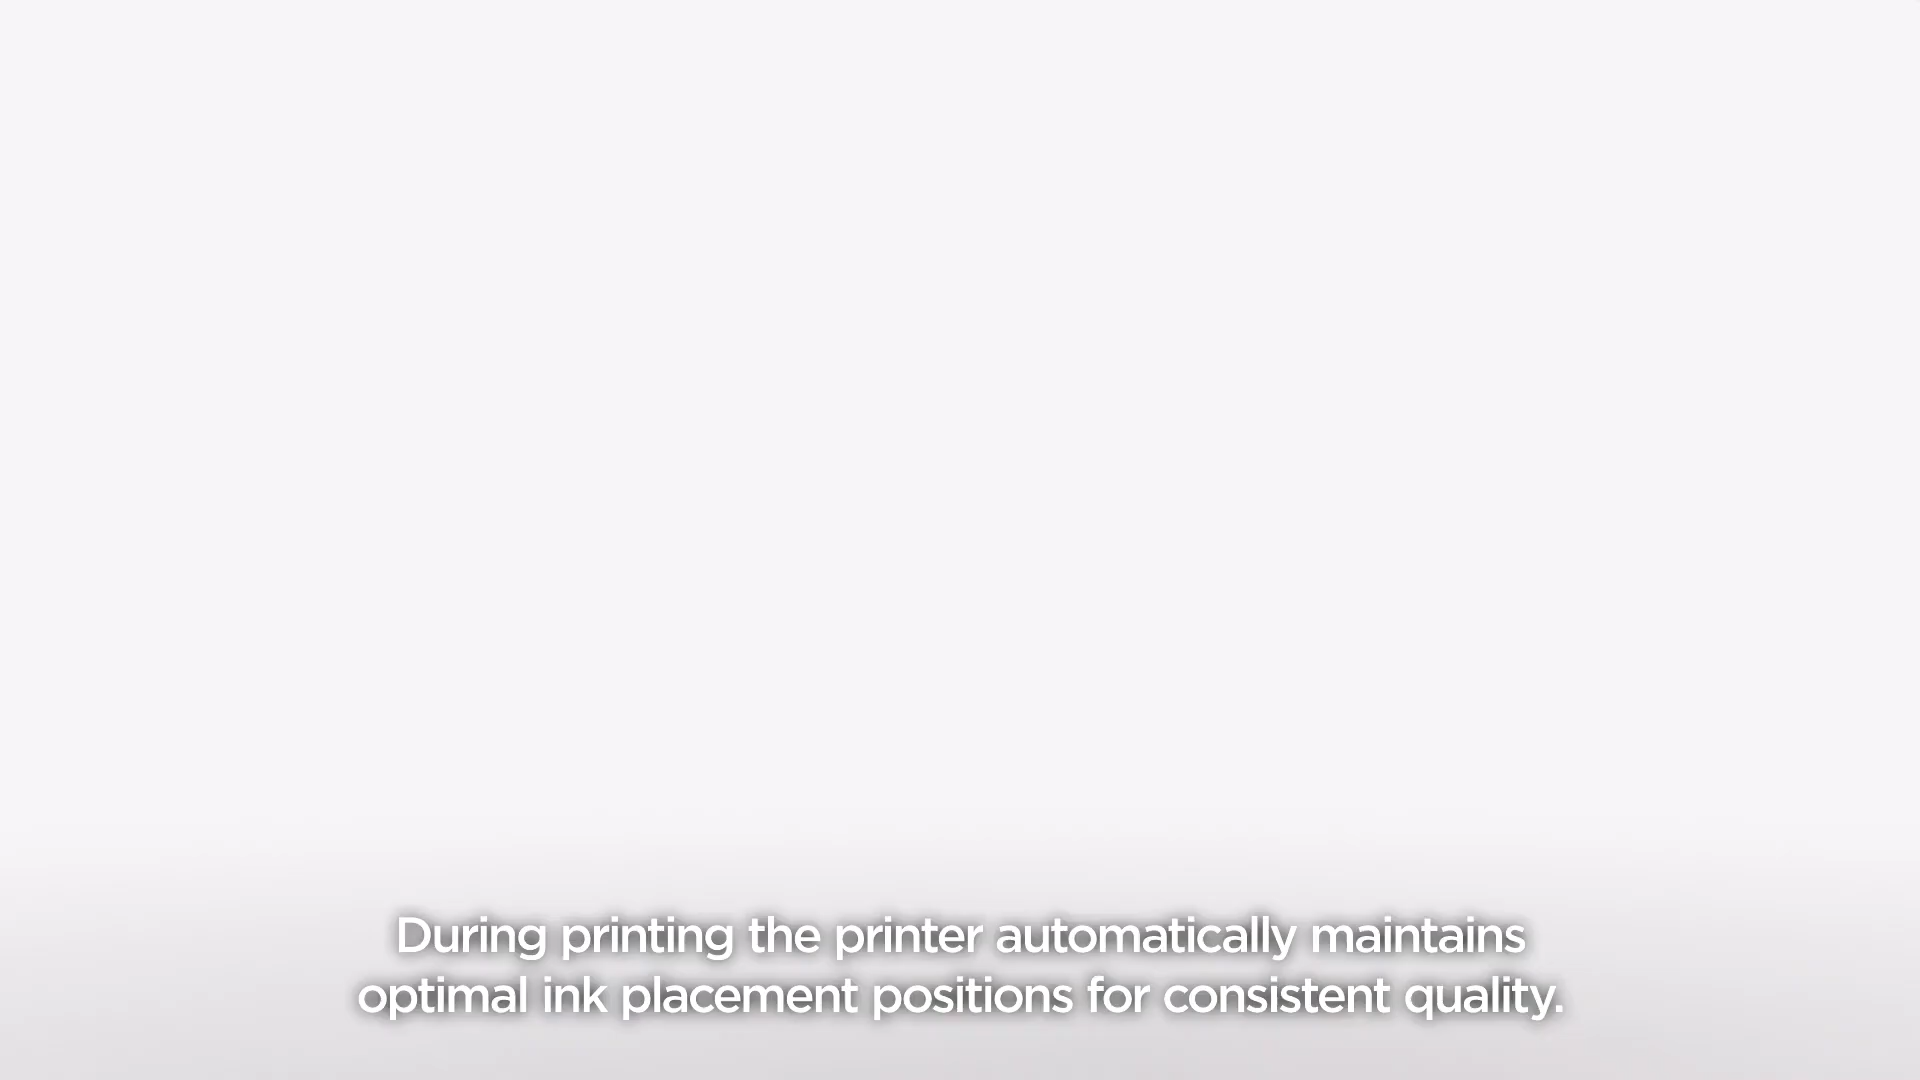 During printing the printer automatically maintains
optimal ink placement positions for consistent quality.